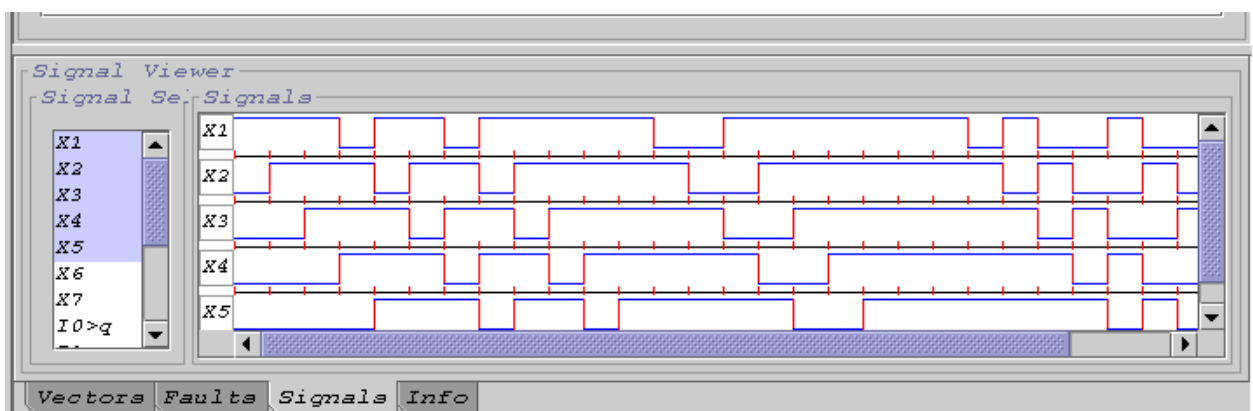 Signal Viewer
Signal Se
Signals
X1
X2
X3
X4
X5
X6
X7
I0>q
X1
X2
X3
X4
X5
Vectors Faults Signals Info